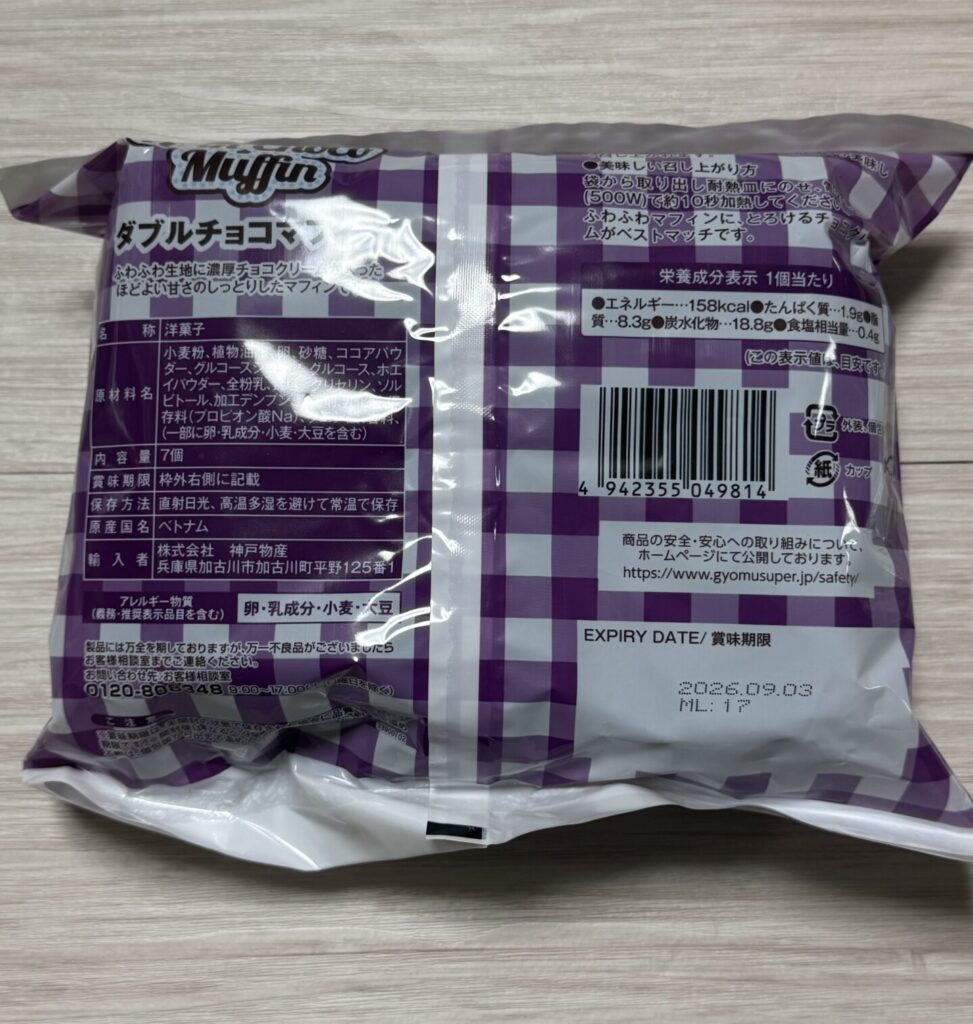 Muffin
ダブルチョコマフ
ふわふわ生地に濃厚チョコクリーム
ほどよい甘さのしっとりしたマフィンで
名 称 洋菓子
原材料名 小麦粉、植物油 卵、砂糖、ココアパウ
ダー、グルコース グルコース、ホエ
イパウダー、全粉乳 グリセリン、ソル
ビトール、加工デンプン
存料(プロピオン酸Na)
(一部に卵・乳成分・小麦・大豆を含む)
内容量 7個
賞味期限 枠外右側に記載
保存方法 直射日光、高温多湿を避けて常温で保存
原産国名 ベトナム
輸入者 株式会社 神戸物産
兵庫県加古川市加古川町平野125番1
アレルギー物質
(義務・推奨表示品目を含む)
卵・乳成分・小麦・大豆
製品には万全を期しておりますが、万一不良品がございましたら
お客様相談室までご連絡ください。
お問い合わせ先:お客様相談室
0120-808348 9:00~17:00
ご注意
●美味しい召し上がり方
袋から取り出し耐熱皿にのせ、
(500W)で約10秒加熱してください
ふわふわマフィンに、とろけるチョコクリ
ムがベストマッチです。
栄養成分表示 1個当たり
●エネルギー…158kcal●たんぱく質…1.9g●脂
質…8.3g●炭水化物…18.8g●食塩相当量…0.4g
(この表示値は、目安です
4 942355 049814
プラ 外装、個包
紙 カップ
商品の安全・安心への取り組みについて、
ホームページにて公開しております。
https://www.gyomusuper.jp/safety/
EXPIRY DATE/ 賞味期限
2026.09.03
ML: 17